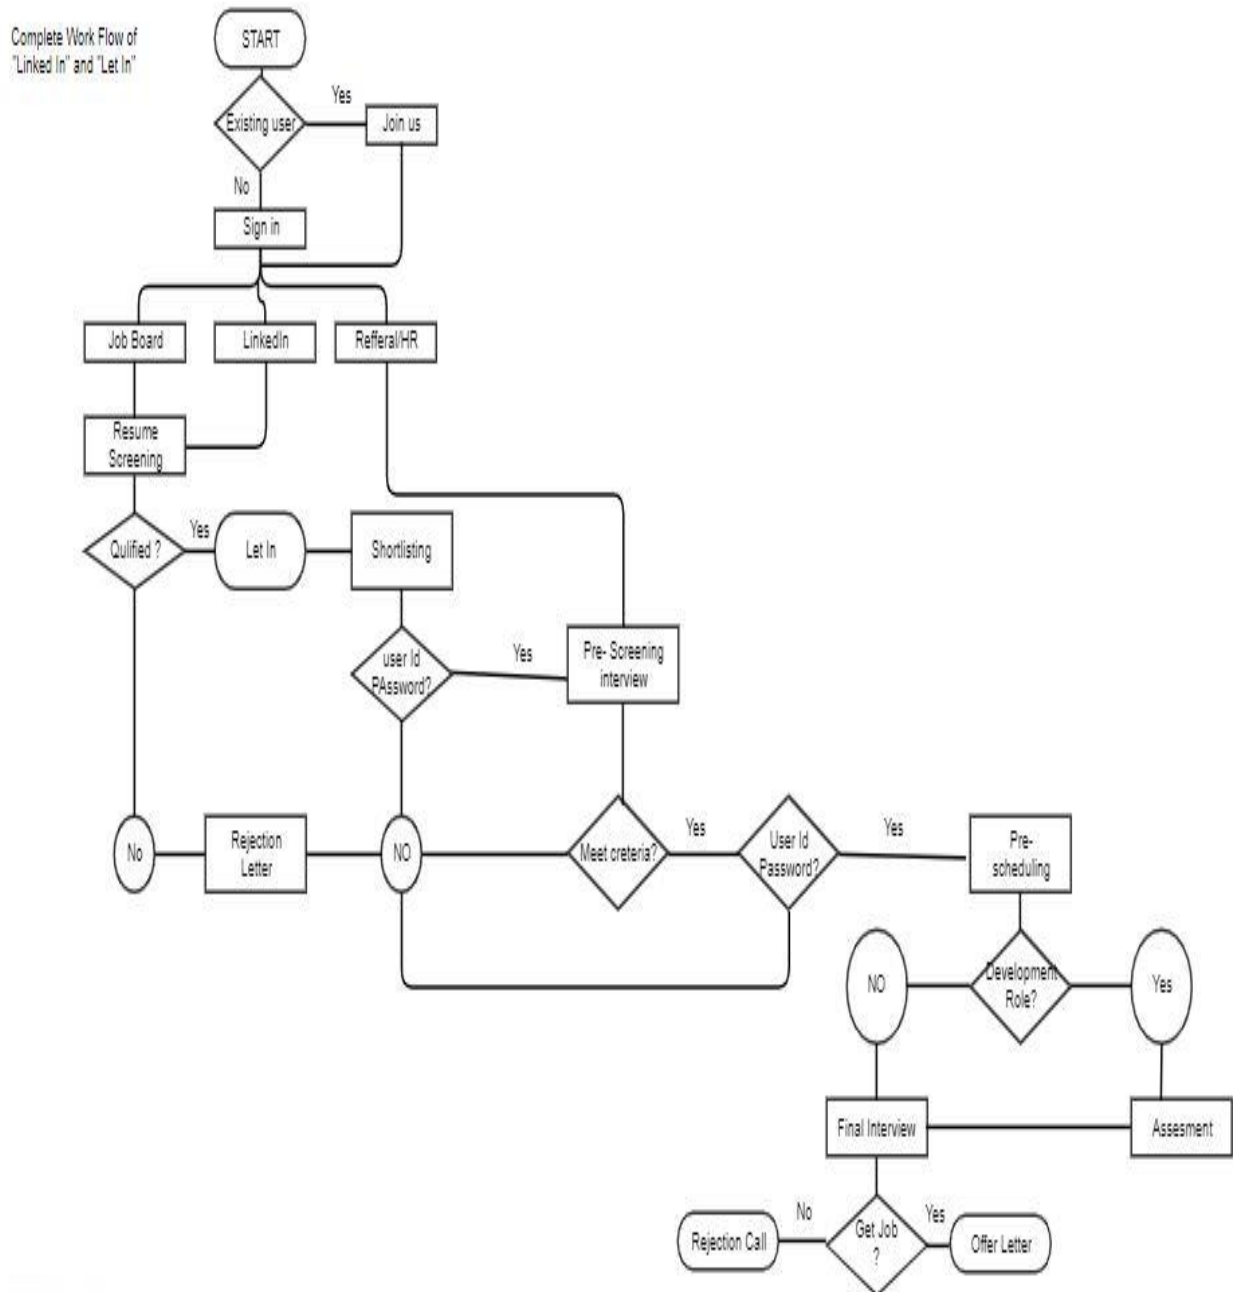 Complete Work Flow of
"Linked In" and "Let In"
START
Existing user
Yes
Join us
No
Sign in
Job Board
LinkedIn
Refferal/HR
Resume
Screening
Qulified ?
Yes
Let In
Shortlisting
user Id
PAssword?
Yes
Pre- Screening
interview
No
Rejection
Letter
NO
Meet creteria?
Yes
User Id
Password?
Yes
Pre-
scheduling
NO
Development
Role?
Yes
Final Interview
Assesment
Rejection Call
No
Get Job
?
Yes
Offer Letter